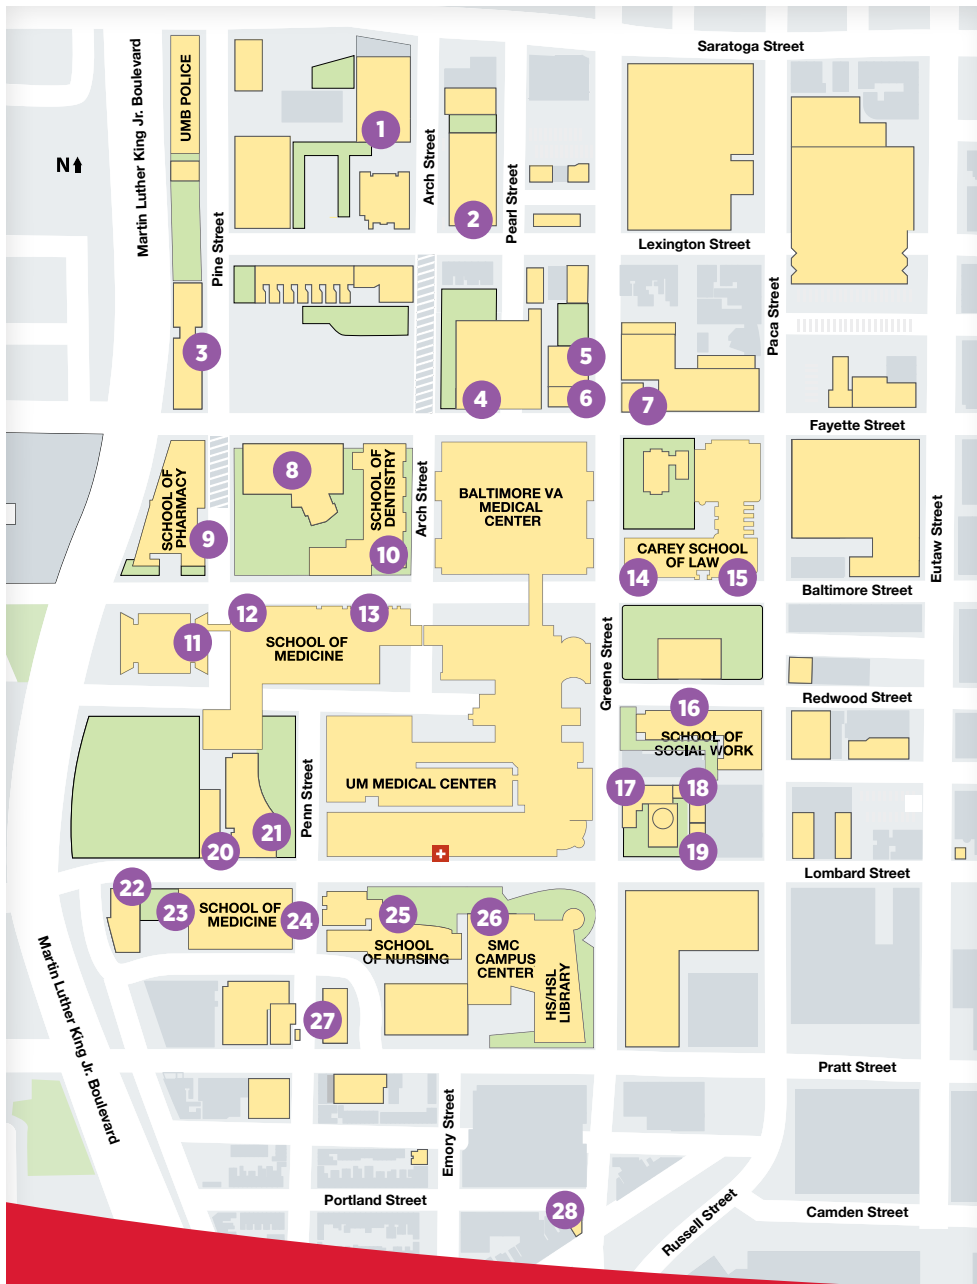 Saratoga Street
Martin Luther King Jr. Boulevard
UMB POLICE
1
Arch Street
N
Pearl Street
2
Lexington Street
Pine Street
Paca Street
3
5
4
6
7
Fayette Street
8
SCHOOL OF
PHARMACY
SCHOOL OF
DENTISTRY
Arch Street
BALTIMORE VA
MEDICAL
CENTER
9
10
CAREY SCHOOL
OF LAW
14
15
Eutaw Street
Baltimore Street
12
13
11
SCHOOL OF
MEDICINE
Greene Street
Redwood Street
16
SCHOOL OF
SOCIAL WORK
UM MEDICAL CENTER
17
18
Penn Street
21
20
19
+
Lombard Street
22
23
SCHOOL OF
MEDICINE
24
25
SCHOOL
OF NURSING
26
SMC
CAMPUS
CENTER
HS/HSL
LIBRARY
27
Martin Luther King Jr. Boulevard
Pratt Street
Emory Street
Portland Street
28
Russell Street
Camden Street